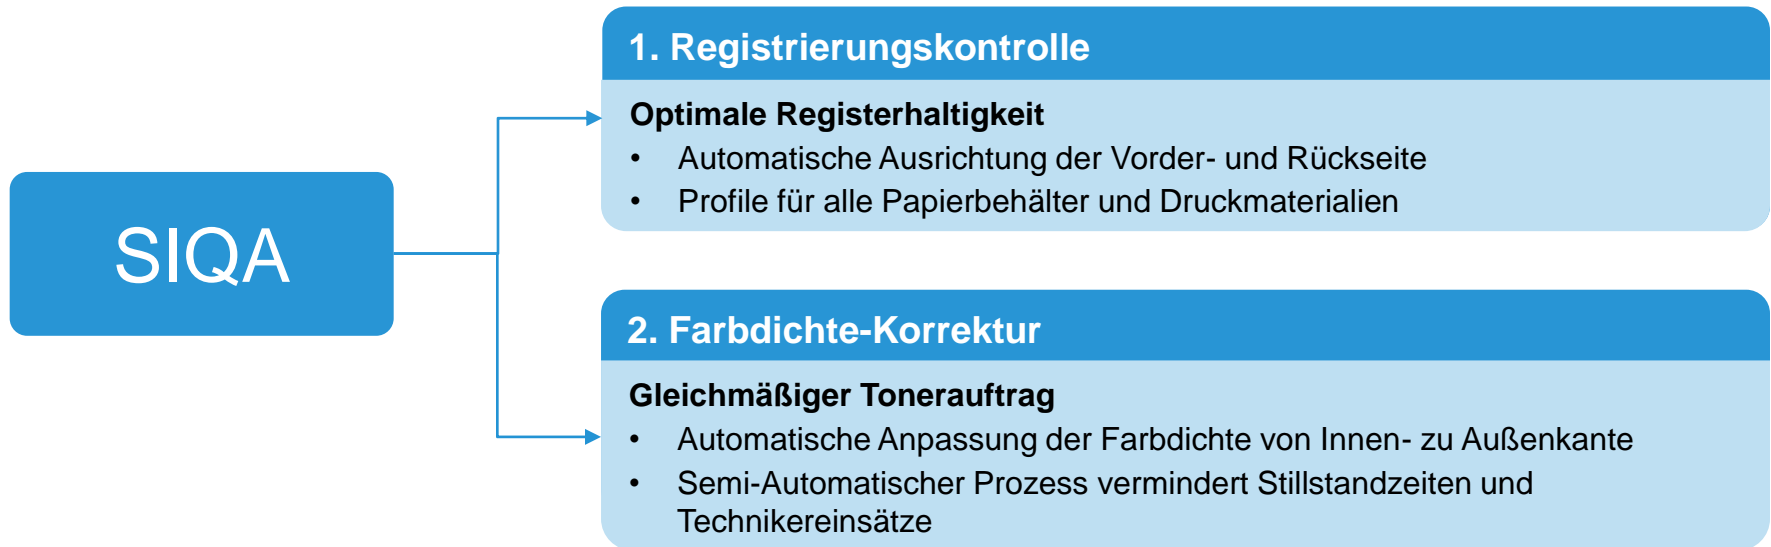 SIQA
1. Registrierungskontrolle
Optimale Registerhaltigkeit
• Automatische Ausrichtung der Vorder- und Rückseite
• Profile für alle Papierbehälter und Druckmaterialien
2. Farbdichte-Korrektur
Gleichmäßiger Tonerauftrag
• Automatische Anpassung der Farbdichte von Innen- zu Außenkante
• Semi-Automatischer Prozess vermindert Stillstandzeiten und
Technikereinsätze